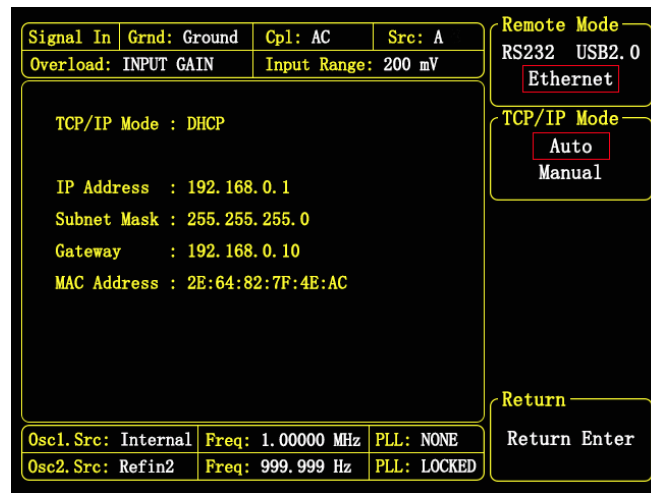 Signal In Grnd: Ground Cpl: AC Src: A
Overload: INPUT GAIN Input Range: 200 mV
TCP/IP Mode : DHCP
IP Address : 192.168.0.1
Subnet Mask : 255.255.255.0
Gateway : 192.168.0.10
MAC Address : 2E:64:82:7F:4E:AC
Osc1.Src: Internal Freq: 1.00000 MHz PLL: NONE
Osc2.Src: Refin2 Freq: 999.999 Hz PLL: LOCKED
Remote Mode
RS232 USB2.0
Ethernet
TCP/IP Mode
Auto
Manual
Return
Return Enter